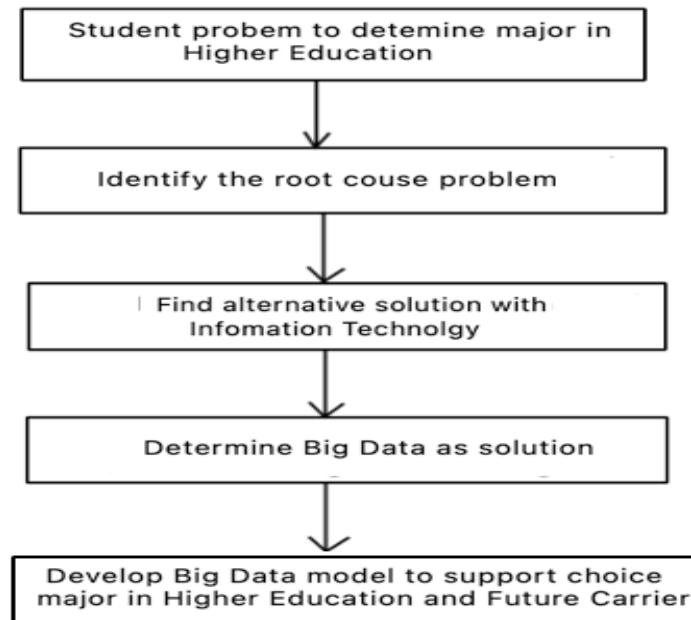 Student probem to detemine major in
Higher Education
Identify the root couse problem
Find alternative solution with
Infomation Technolgy
Determine Big Data as solution
Develop Big Data model to support choice
major in Higher Education and Future Carrier